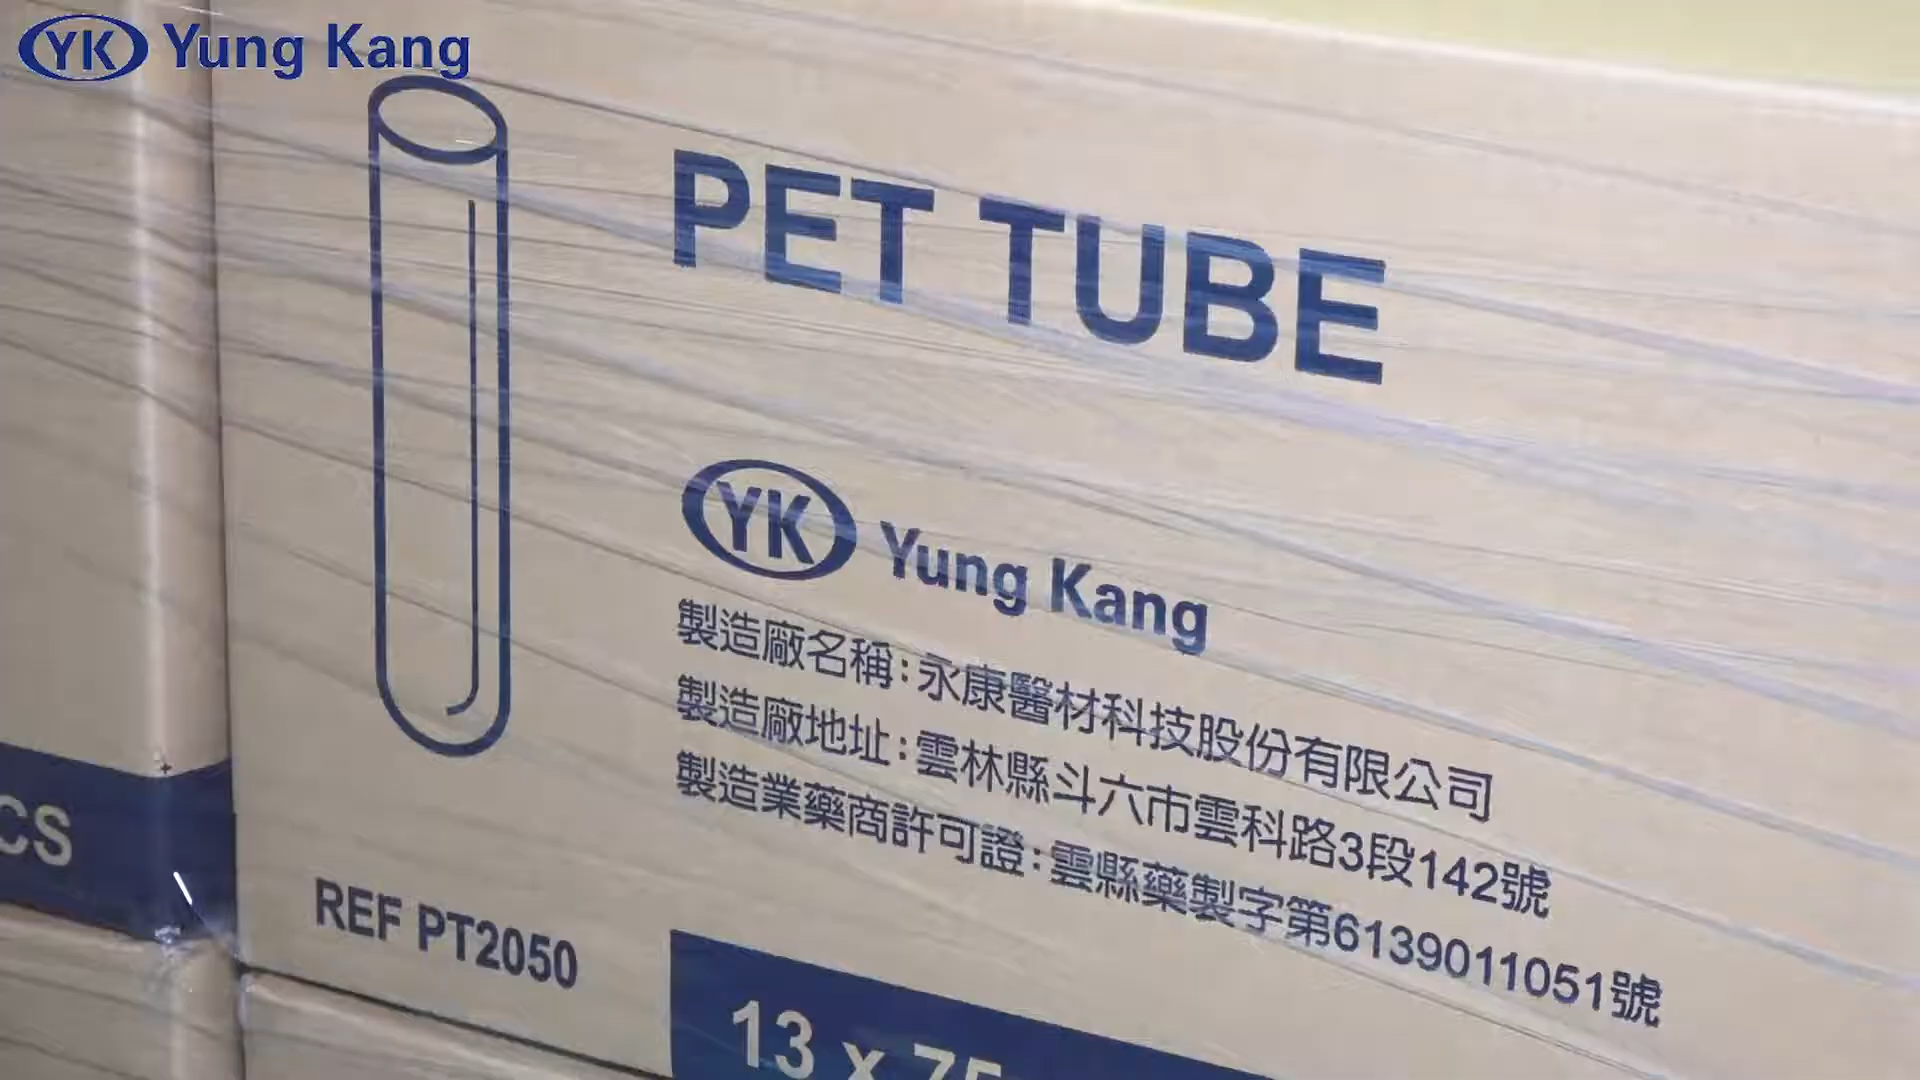 YK Yung Kang
PET TUBE
YK Yung Kang
製造廠名稱:永康醫材科技股份有限公司
製造廠地址:雲林縣斗六市雲科路3段142號
製造業藥商許可證:雲縣藥製字第6139011051號
CS
REF PT2050
13 x 75